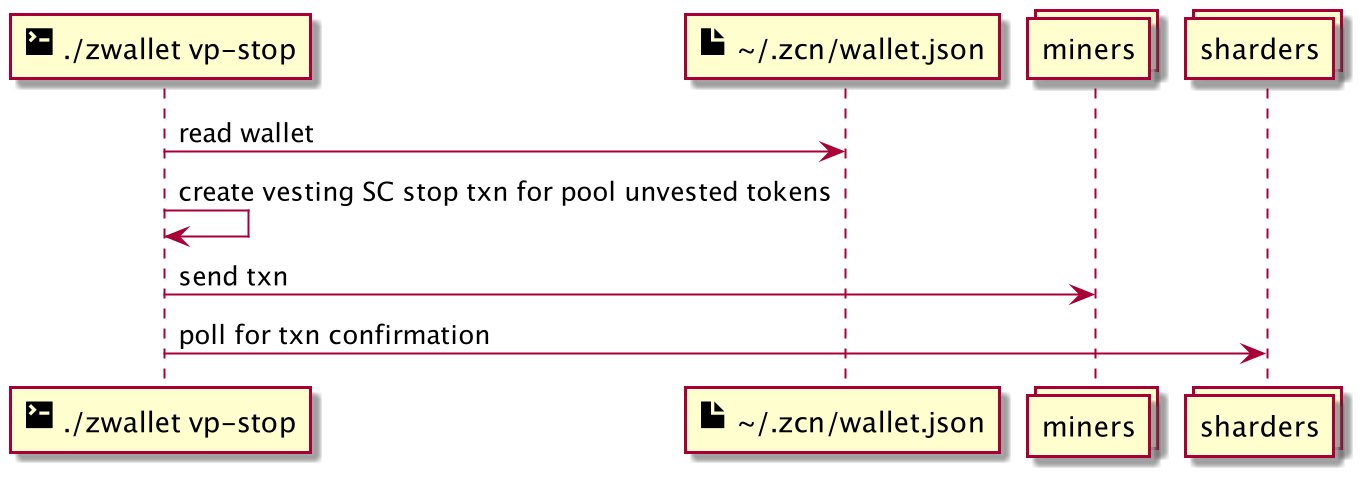 ./zwallet vp-stop
~/.zcn/wallet.json
miners
sharders
read wallet
create vesting SC stop txn for pool unvested tokens
send txn
poll for txn confirmation
./zwallet vp-stop
~/.zcn/wallet.json
miners
sharders